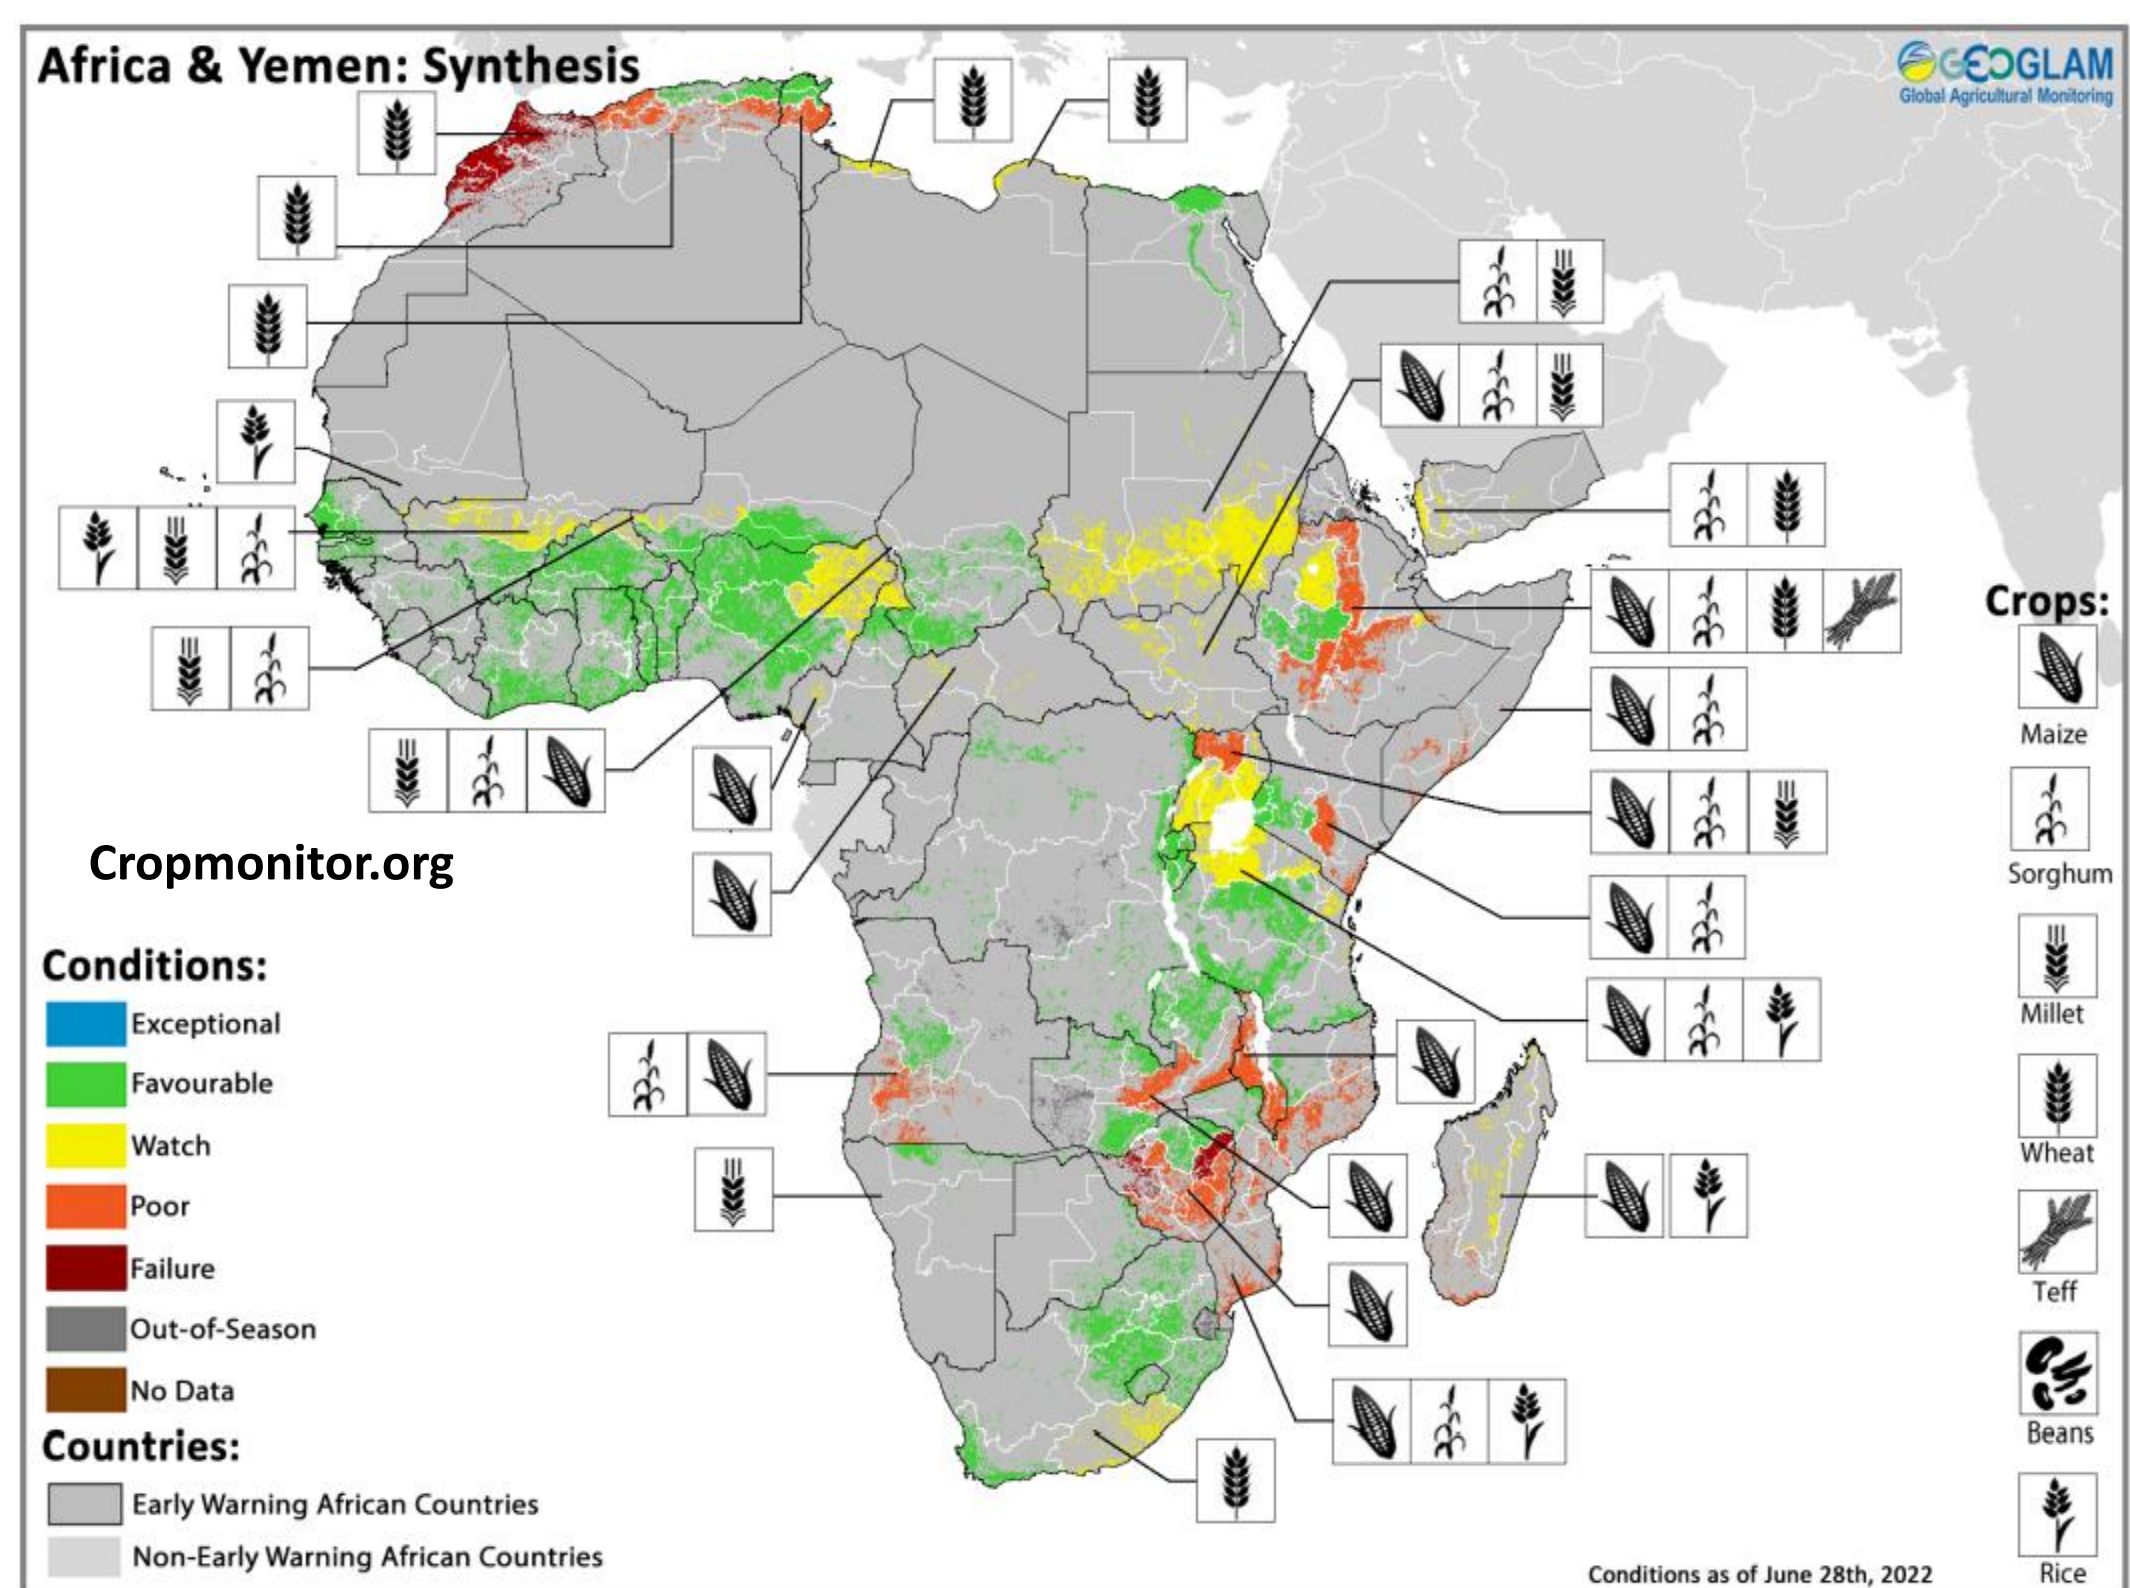 Africa & Yemen: Synthesis
GEOGLAM
Global Agricultural Monitoring
Cropmonitor.org
Conditions:
Exceptional
Favourable
Watch
Poor
Failure
Out-of-Season
No Data
Countries:
Early Warning African Countries
Non-Early Warning African Countries
Crops:
Maize
Sorghum
Millet
Wheat
Teff
Beans
Rice
Conditions as of June 28th, 2022